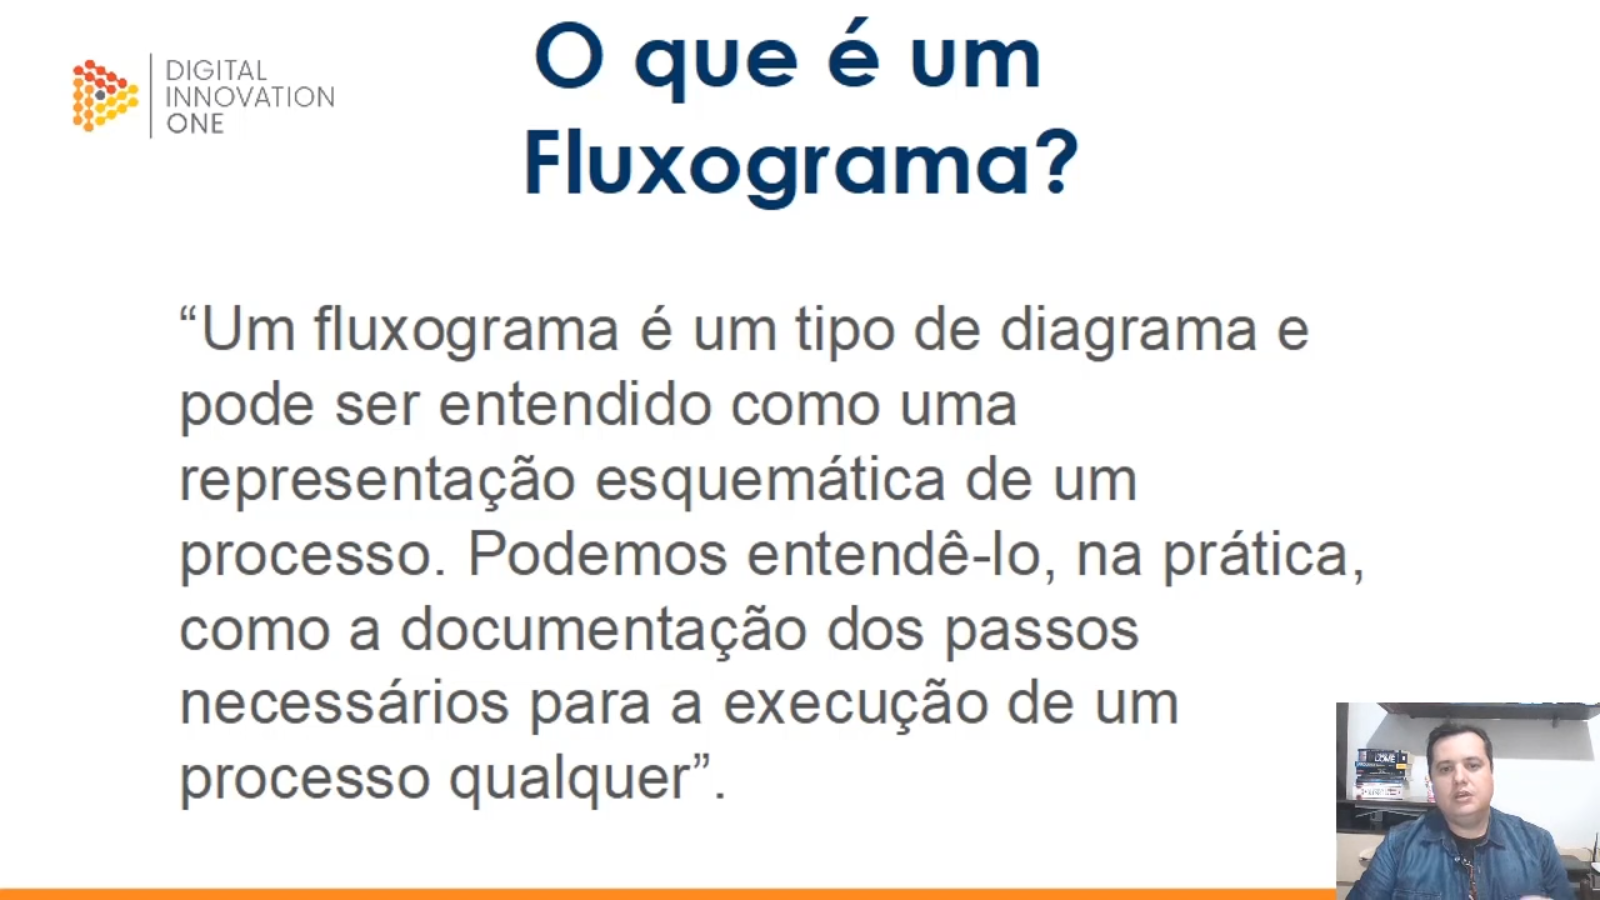 O que é um
Fluxograma?
DIGITAL
INNOVATION
ONE
“Um fluxograma é um tipo de diagrama e
pode ser entendido como uma
representação esquemática de um
processo. Podemos entendê-lo, na prática,
como a documentação dos passos
necessários para a execução de um
processo qualquer”.